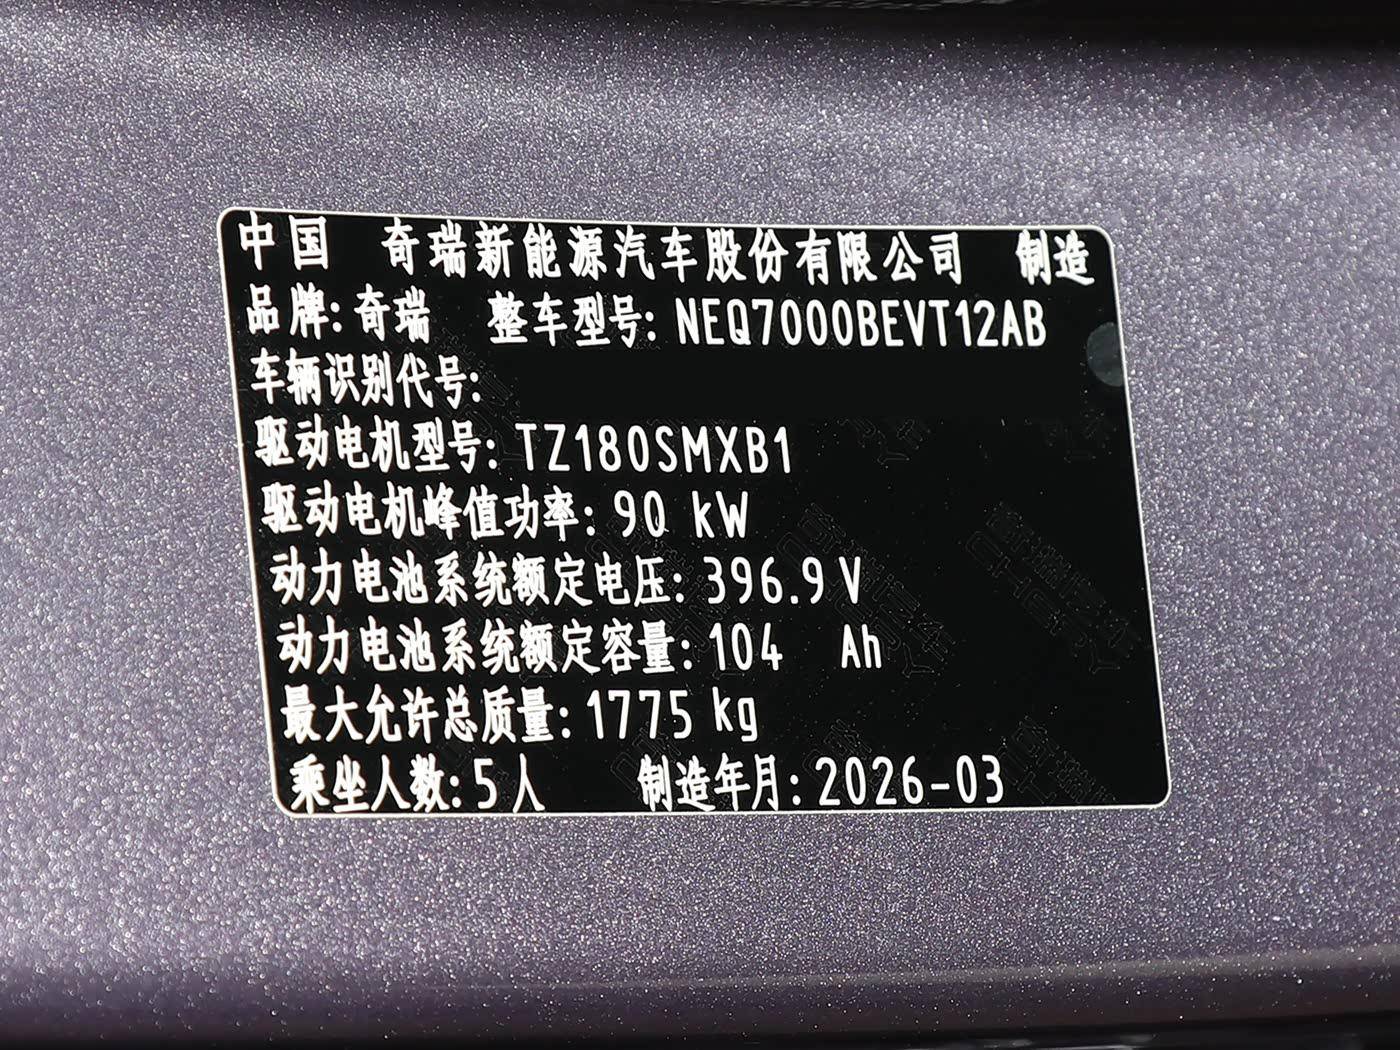 中国 奇瑞新能源汽车股份有限公司 制造
品牌:奇瑞 整车型号:NEQ7000BEVT12AB
车辆识别代号:
驱动电机型号:TZ180SMXB1
驱动电机峰值功率:90 kW
动力电池系统额定电压:396.9V
动力电池系统额定容量:104 Ah
最大允许总质量:1775 kg
乘坐人数:5人 制造年月:2026-03